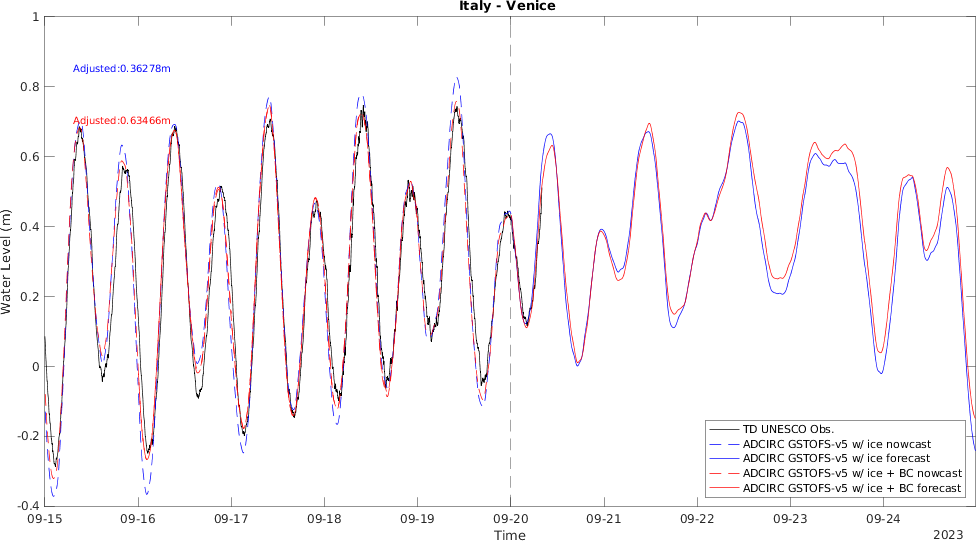 Italy - Venice
1
0.8
0.6
0.4
0.2
0
-0.2
-0.4
Water Level (m)
Adjusted:0.36278m
Adjusted:0.63466m
TD UNESCO Obs.
ADCIRC GSTOFS-v5 w/ ice nowcast
ADCIRC GSTOFS-v5 w/ ice forecast
ADCIRC GSTOFS-v5 w/ ice + BC nowcast
ADCIRC GSTOFS-v5 w/ ice + BC forecast
09-15 09-16 09-17 09-18 09-19 09-20 09-21 09-22 09-23 09-24
Time
2023